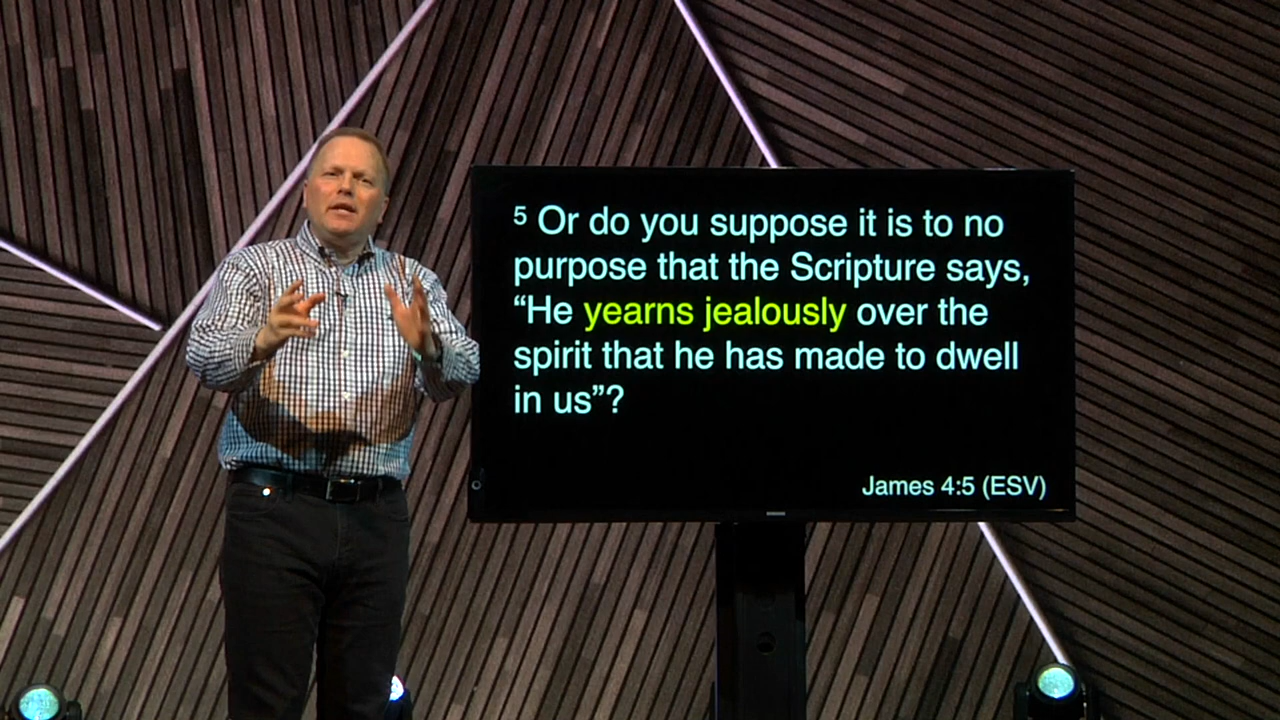 5 Or do you suppose it is to no
purpose that the Scripture says,
“He yearns jealously over the
spirit that he has made to dwell
in us”?
James 4:5 (ESV)